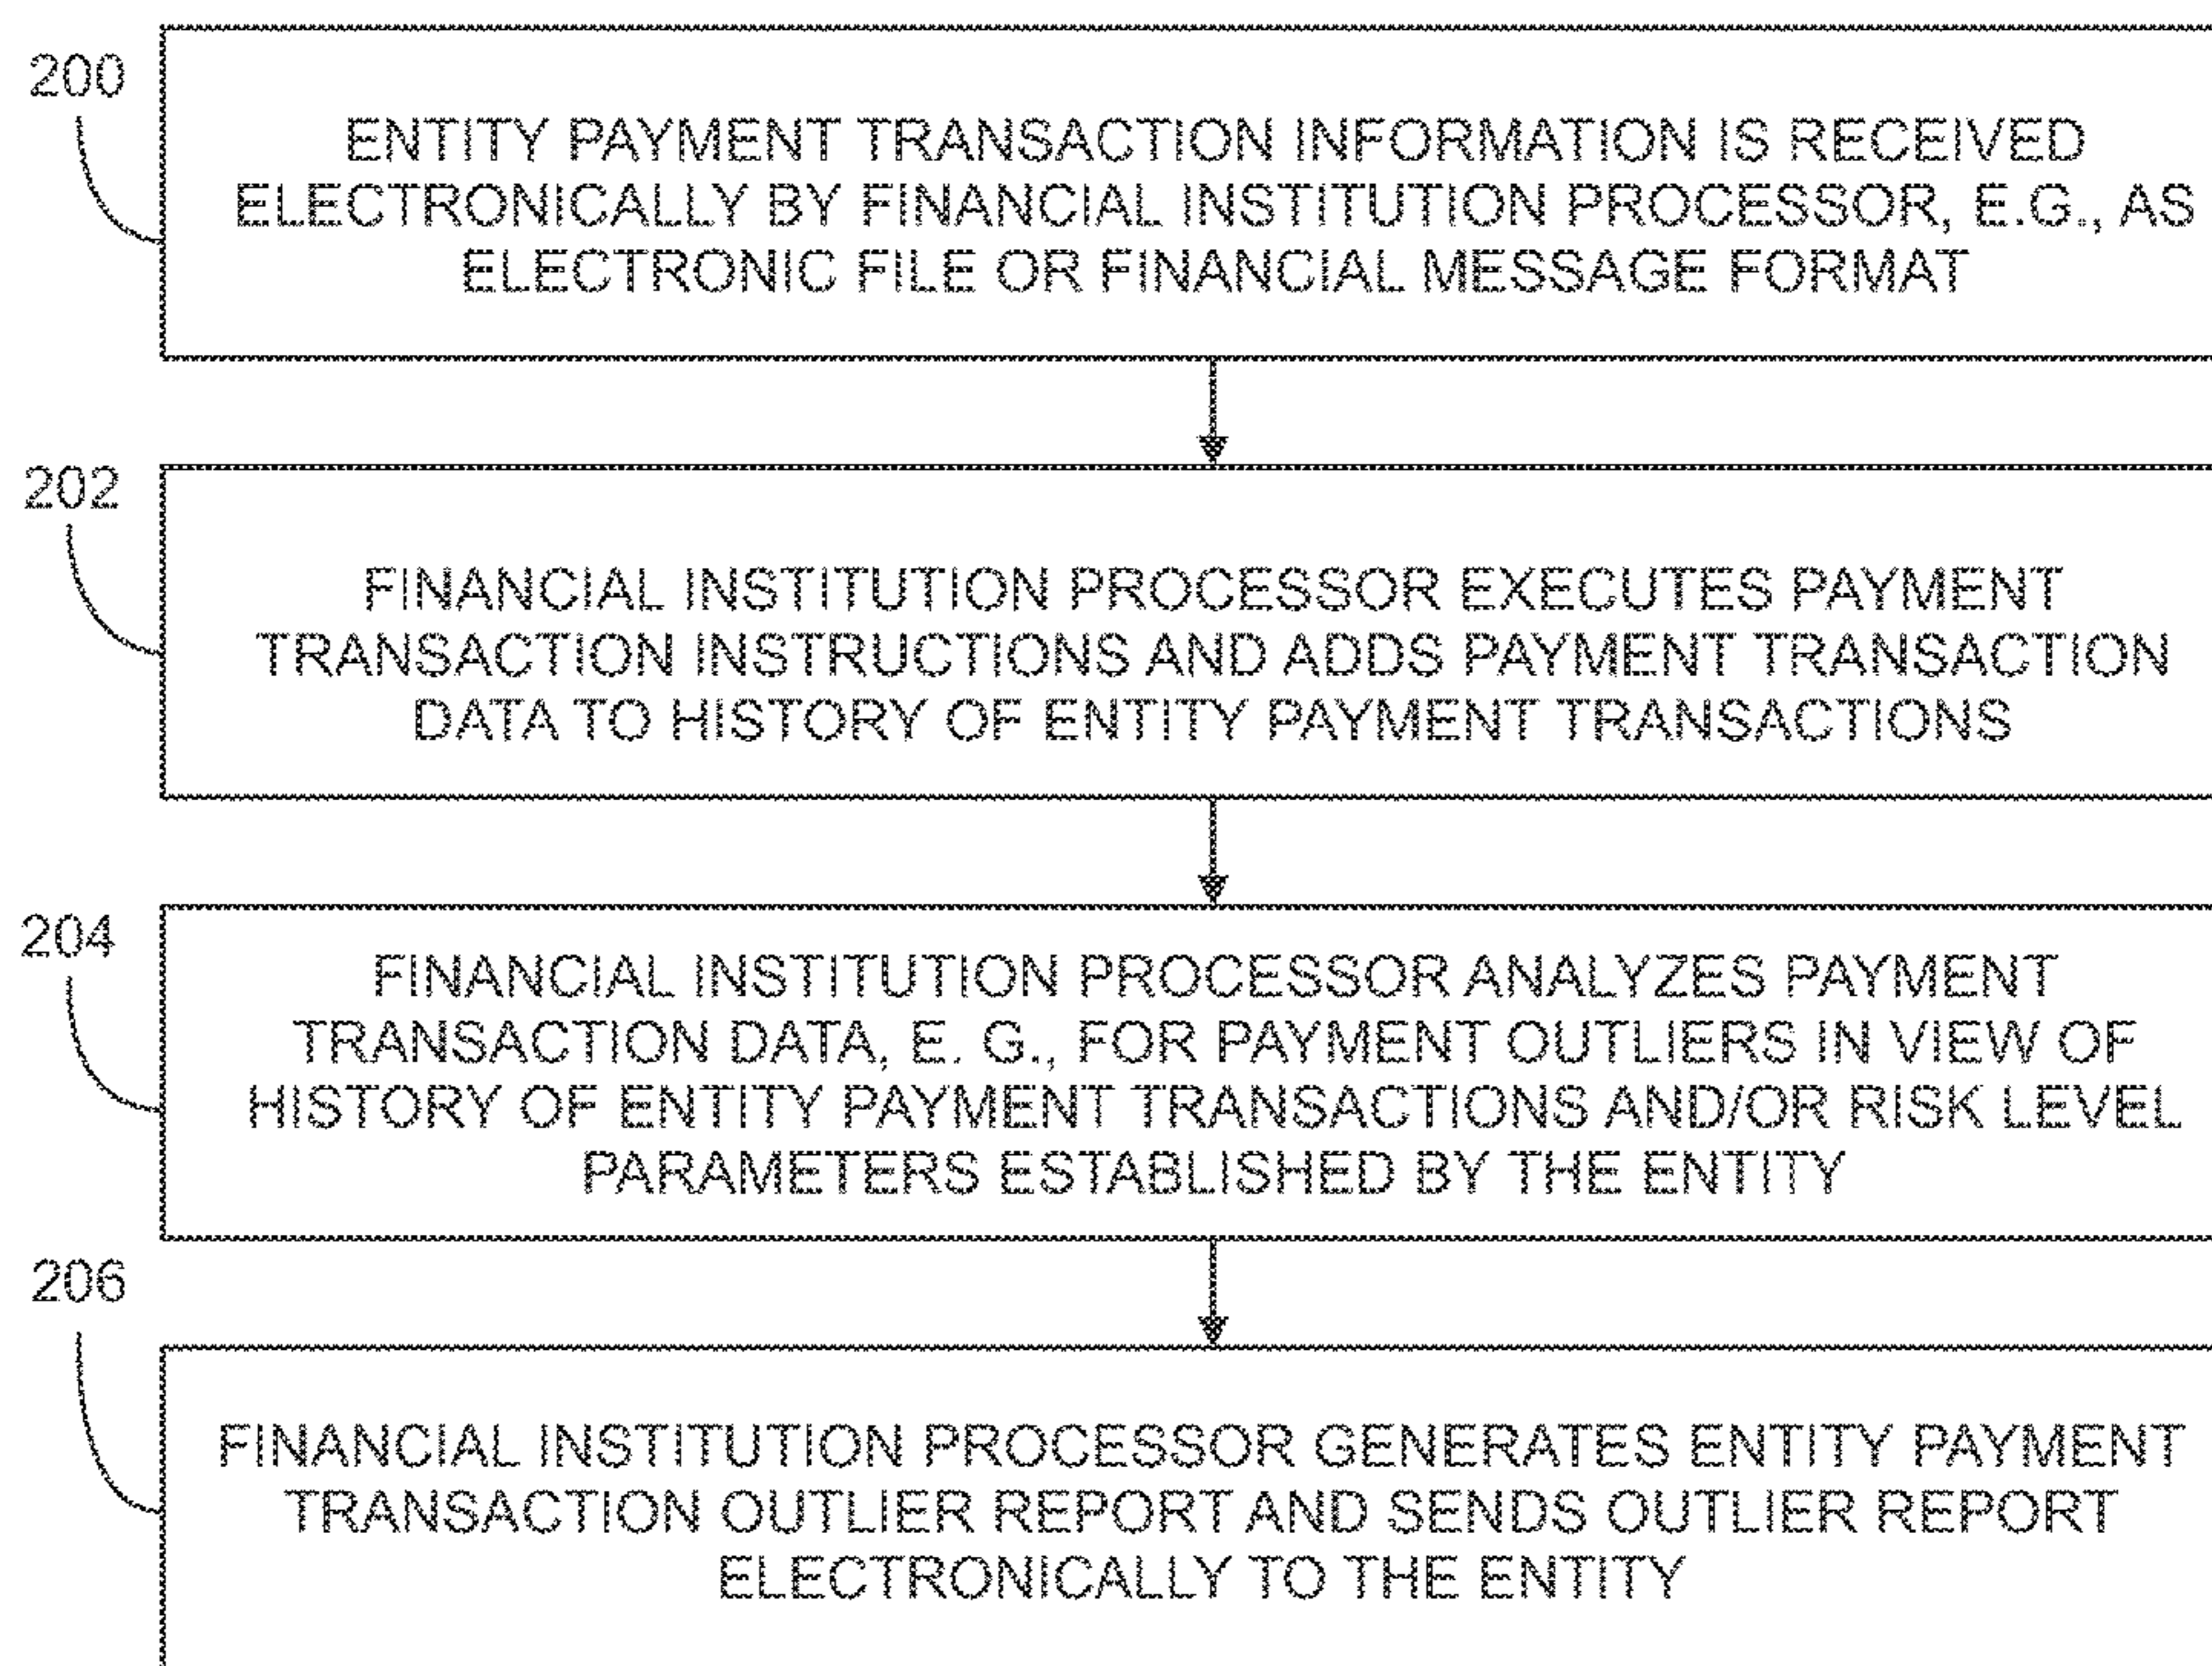 200
ENTITY PAYMENT TRANSACTION INFORMATION IS RECEIVED
ELECTRONICALLY BY FINANCIAL INSTITUTION PROCESSOR, E.G., AS
ELECTRONIC FILE OR FINANCIAL MESSAGE FORMAT
202
FINANCIAL INSTITUTION PROCESSOR EXECUTES PAYMENT
TRANSACTION INSTRUCTIONS AND ADDS PAYMENT TRANSACTION
DATA TO HISTORY OF ENTITY PAYMENT TRANSACTIONS
204
FINANCIAL INSTITUTION PROCESSOR ANALYZES PAYMENT
TRANSACTION DATA, E. G., FOR PAYMENT OUTLIERS IN VIEW OF
HISTORY OF ENTITY PAYMENT TRANSACTIONS AND/OR RISK LEVEL
PARAMETERS ESTABLISHED BY THE ENTITY
206
FINANCIAL INSTITUTION PROCESSOR GENERATES ENTITY PAYMENT
TRANSACTION OUTLIER REPORT AND SENDS OUTLIER REPORT
ELECTRONICALLY TO THE ENTITY